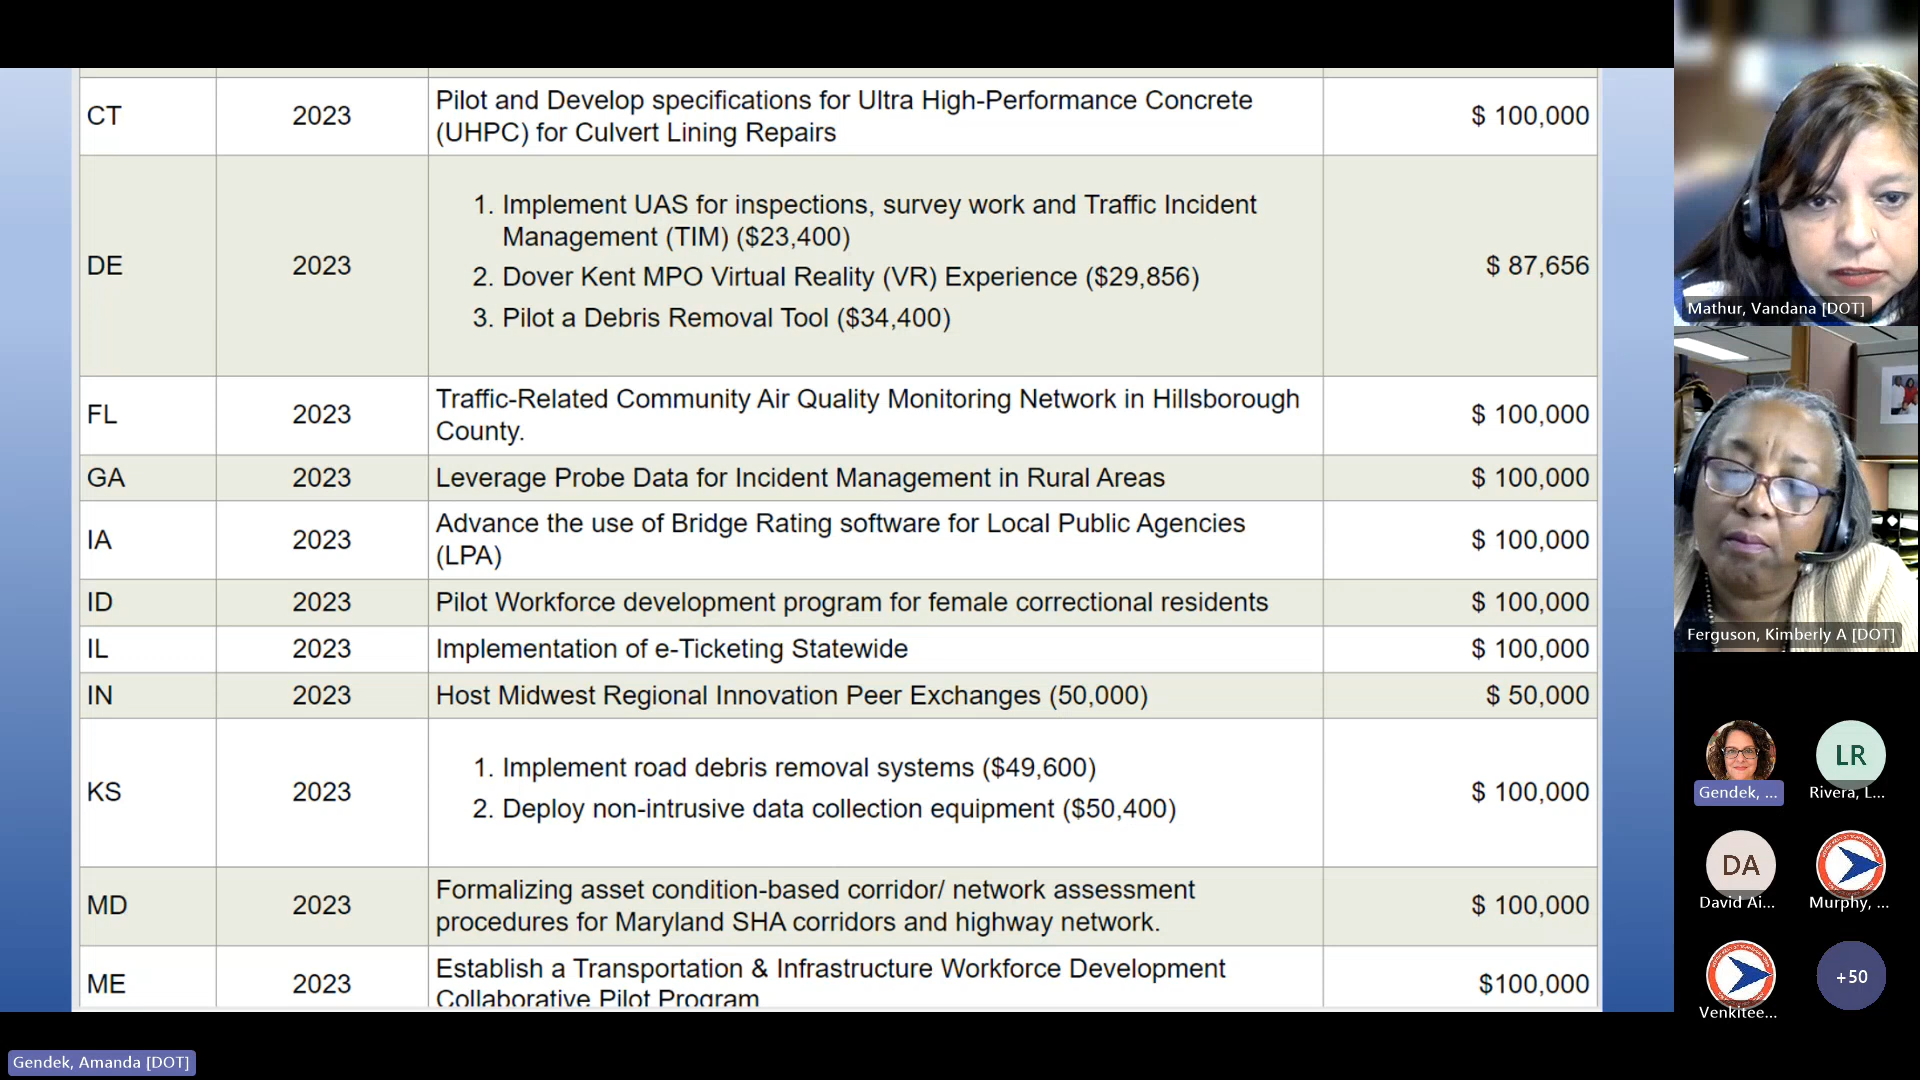 CT 2023 Pilot and Develop specifications for Ultra High-Performance Concrete
(UHPC) for Culvert Lining Repairs $ 100,000
DE 2023 1. Implement UAS for inspections, survey work and Traffic Incident
Management (TIM) ($23,400)
2. Dover Kent MPO Virtual Reality (VR) Experience ($29,856)
3. Pilot a Debris Removal Tool ($34,400)
$ 87,656
FL 2023 Traffic-Related Community Air Quality Monitoring Network in Hillsborough
County. $ 100,000
GA 2023 Leverage Probe Data for Incident Management in Rural Areas $ 100,000
IA 2023 Advance the use of Bridge Rating software for Local Public Agencies
(LPA) $ 100,000
ID 2023 Pilot Workforce development program for female correctional residents $ 100,000
IL 2023 Implementation of e-Ticketing Statewide $ 100,000
IN 2023 Host Midwest Regional Innovation Peer Exchanges (50,000) $ 50,000
KS 2023 1. Implement road debris removal systems ($49,600)
2. Deploy non-intrusive data collection equipment ($50,400)
$ 100,000
MD 2023 Formalizing asset condition-based corridor/ network assessment
procedures for Maryland SHA corridors and highway network. $ 100,000
ME 2023 Establish a Transportation & Infrastructure Workforce Development
Collaborative Pilot Program $100,000
Mathur, Vandana [DOT]
Ferguson, Kimberly A [DOT]
Gendek, ...
LR
Rivera, L...
DA
David Ai...
Murphy, ...
Venkitee...
+50
Gendek, Amanda [DOT]